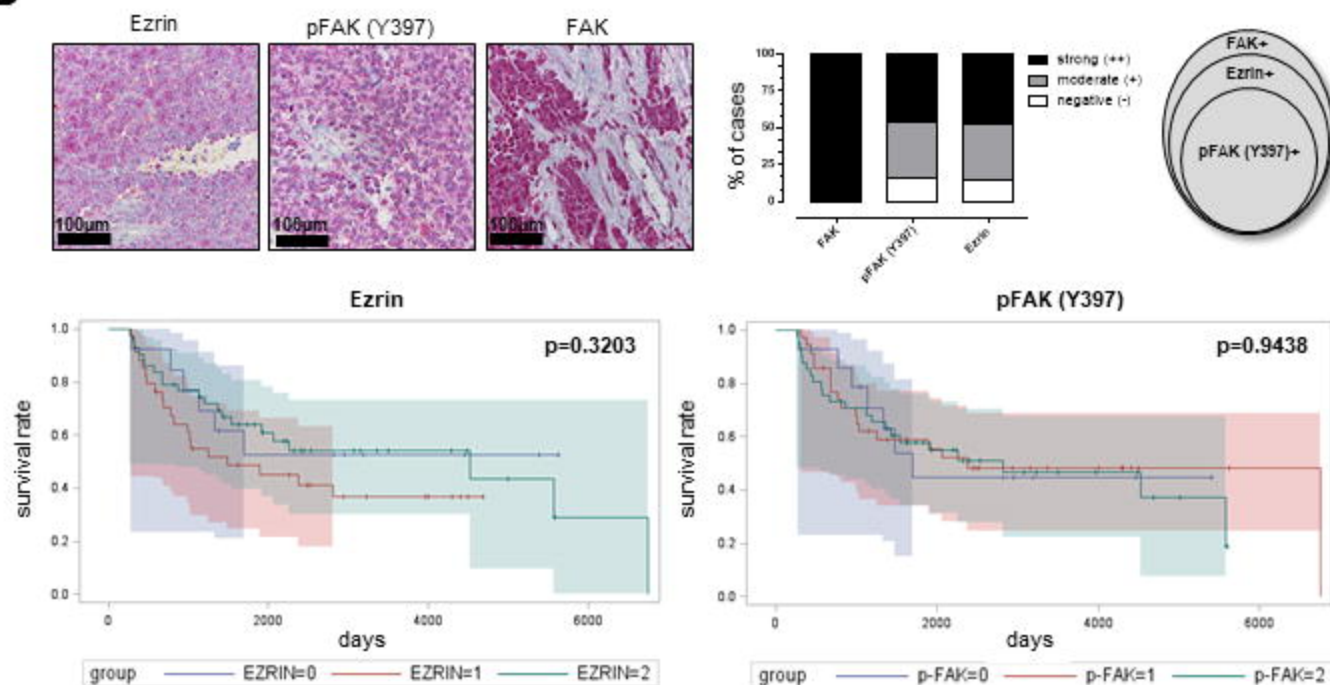 Ezrin
pFAK (Y397)
FAK
100µm
100µm
100µm
% of cases
100
75
50
25
0
FAK
pFAK (Y397)
Ezrin
strong (++)
moderate (+)
negative (-)
FAK+
Ezrin+
pFAK (Y397)+
Ezrin
p=0.3203
survival rate
1.0
0.8
0.6
0.4
0.2
0.0
0 2000 4000 6000
days
group EZRIN=0 EZRIN=1 EZRIN=2
pFAK (Y397)
p=0.9438
survival rate
1.0
0.8
0.6
0.4
0.2
0.0
0 2000 4000 6000
days
group p-FAK=0 p-FAK=1 p-FAK=2